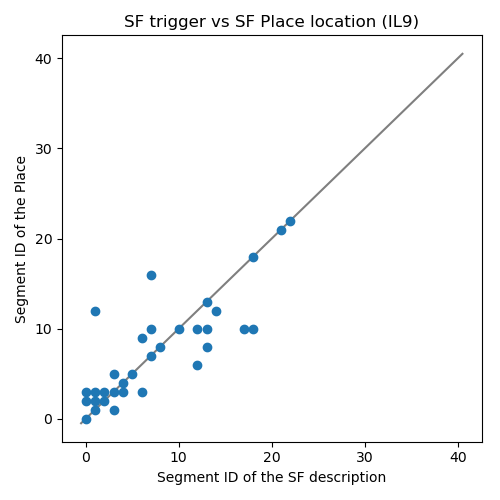 SF trigger vs SF Place location (IL9)
Segment ID of the Place
40
30
20
10
0
0 10 20 30 40
Segment ID of the SF description